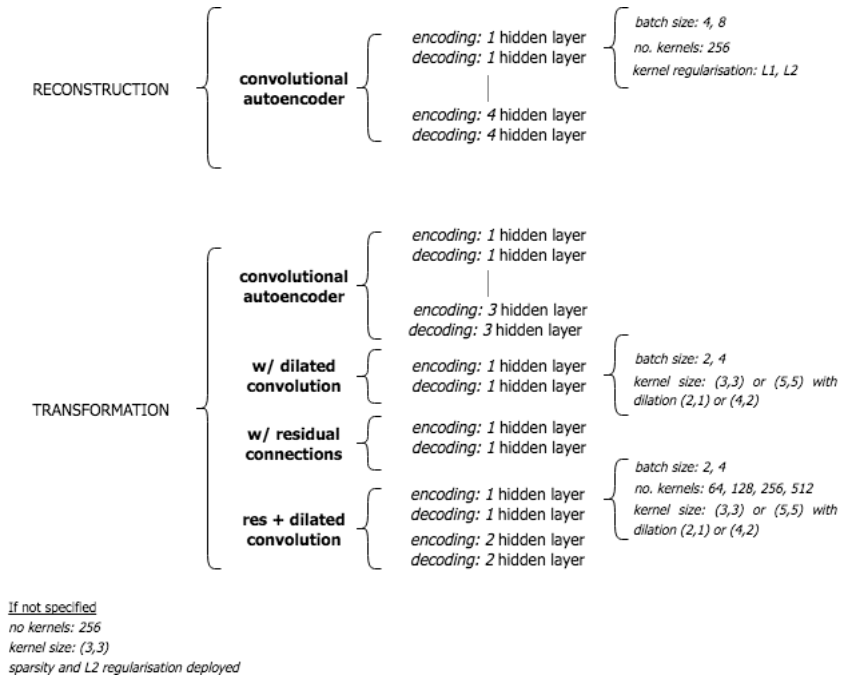 RECONSTRUCTION
convolutional
autoencoder
encoding: 1 hidden layer
decoding: 1 hidden layer
encoding: 4 hidden layer
decoding: 4 hidden layer
batch size: 4, 8
no. kernels: 256
kernel regularisation: L1, L2
TRANSFORMATION
convolutional
autoencoder
encoding: 1 hidden layer
decoding: 1 hidden layer
encoding: 3 hidden layer
decoding: 3 hidden layer
w/ dilated
convolution
encoding: 1 hidden layer
decoding: 1 hidden layer
batch size: 2, 4
kernel size: (3,3) or (5,5) with
dilation (2,1) or (4,2)
w/ residual
connections
encoding: 1 hidden layer
decoding: 1 hidden layer
res + dilated
convolution
encoding: 1 hidden layer
decoding: 1 hidden layer
encoding: 2 hidden layer
decoding: 2 hidden layer
batch size: 2, 4
no. kernels: 64, 128, 256, 512
kernel size: (3,3) or (5,5) with
dilation (2,1) or (4,2)
If not specified
no kernels: 256
kernel size: (3,3)
sparsity and L2 regularisation deployed